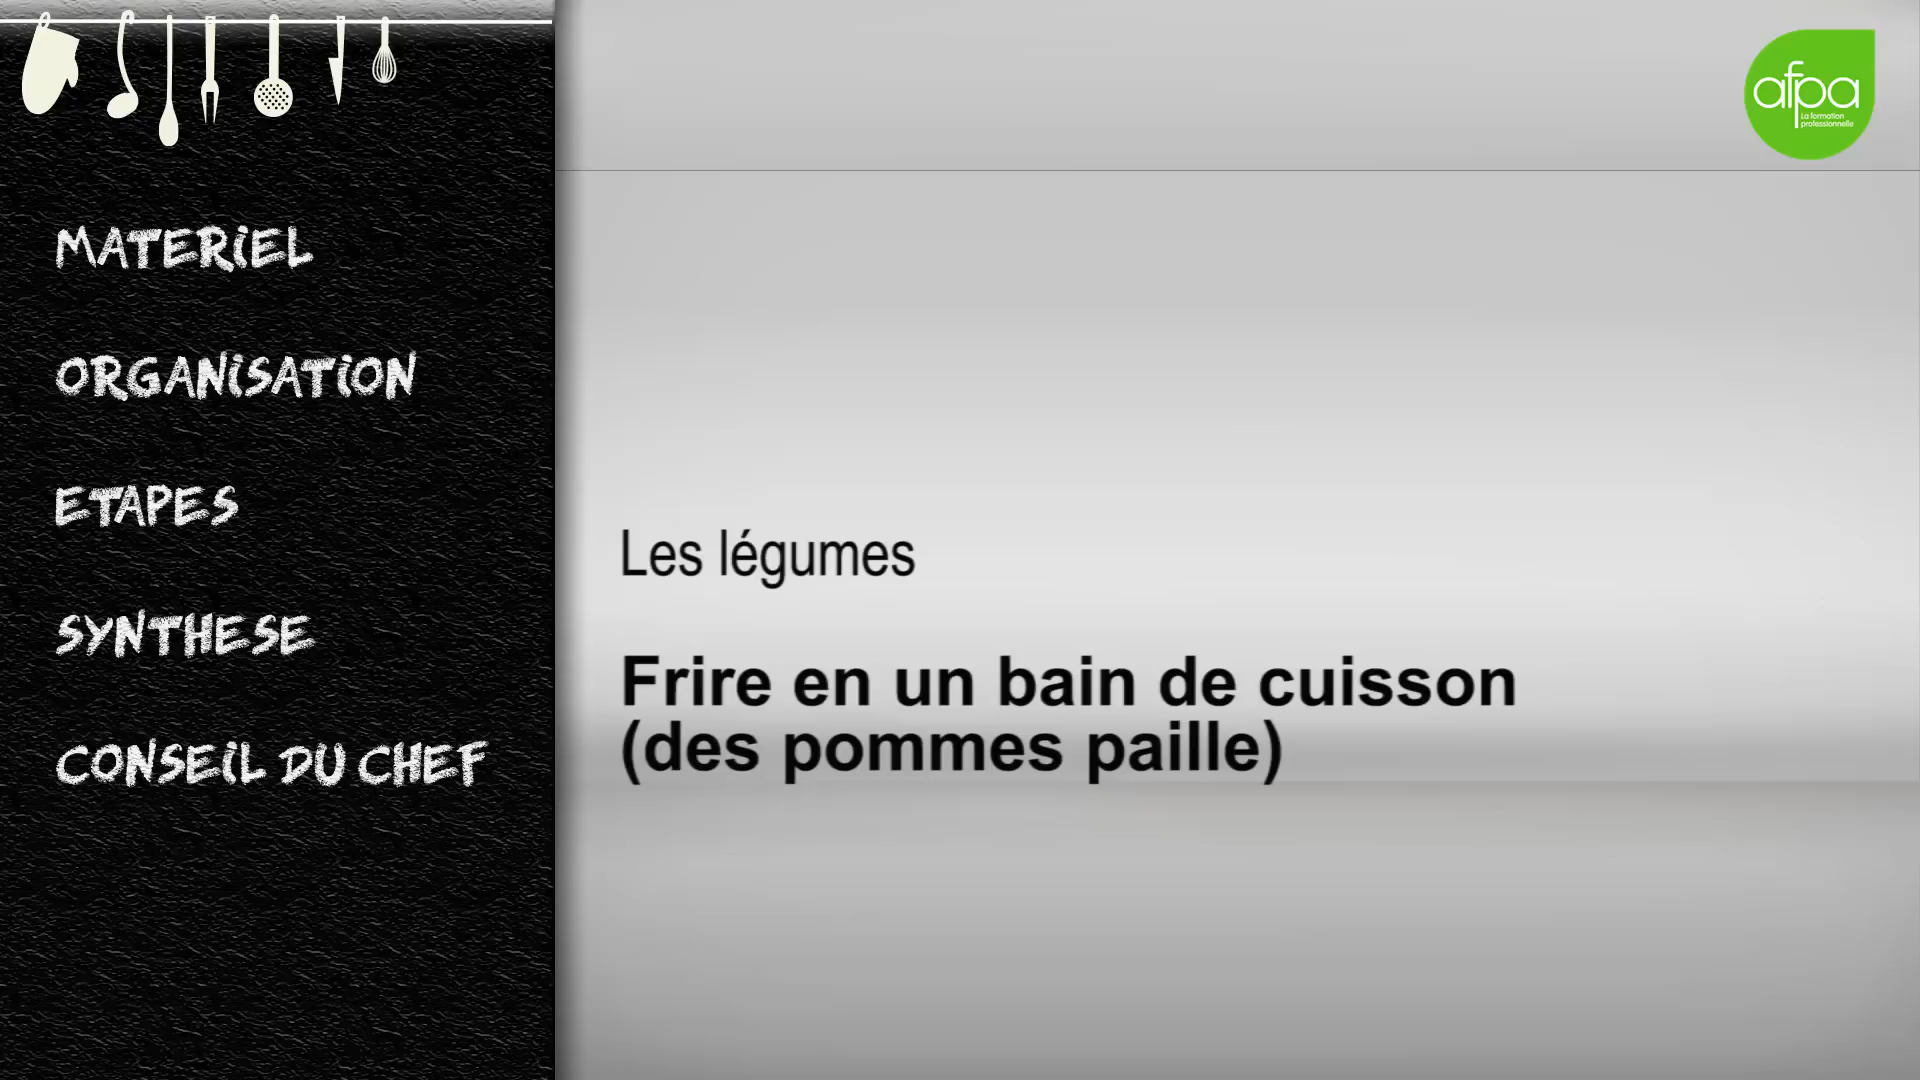 MATERIEL
ORGANISATION
ETAPES
SYNTHESE
CONSEIL DU CHEF
afpa
La formation
professionnelle
Les légumes
Frire en un bain de cuisson
(des pommes paille)